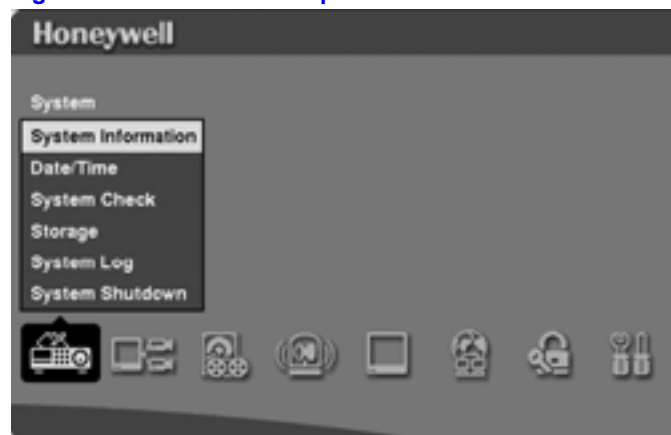 Honeywell
System
System Information
Date/Time
System Check
Storage
System Log
System Shutdown